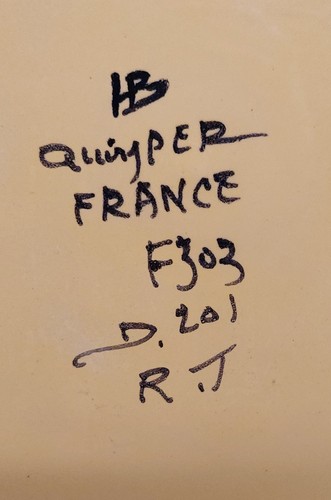 HB
QuimPER
FRANCE
F303
D.201
R.J